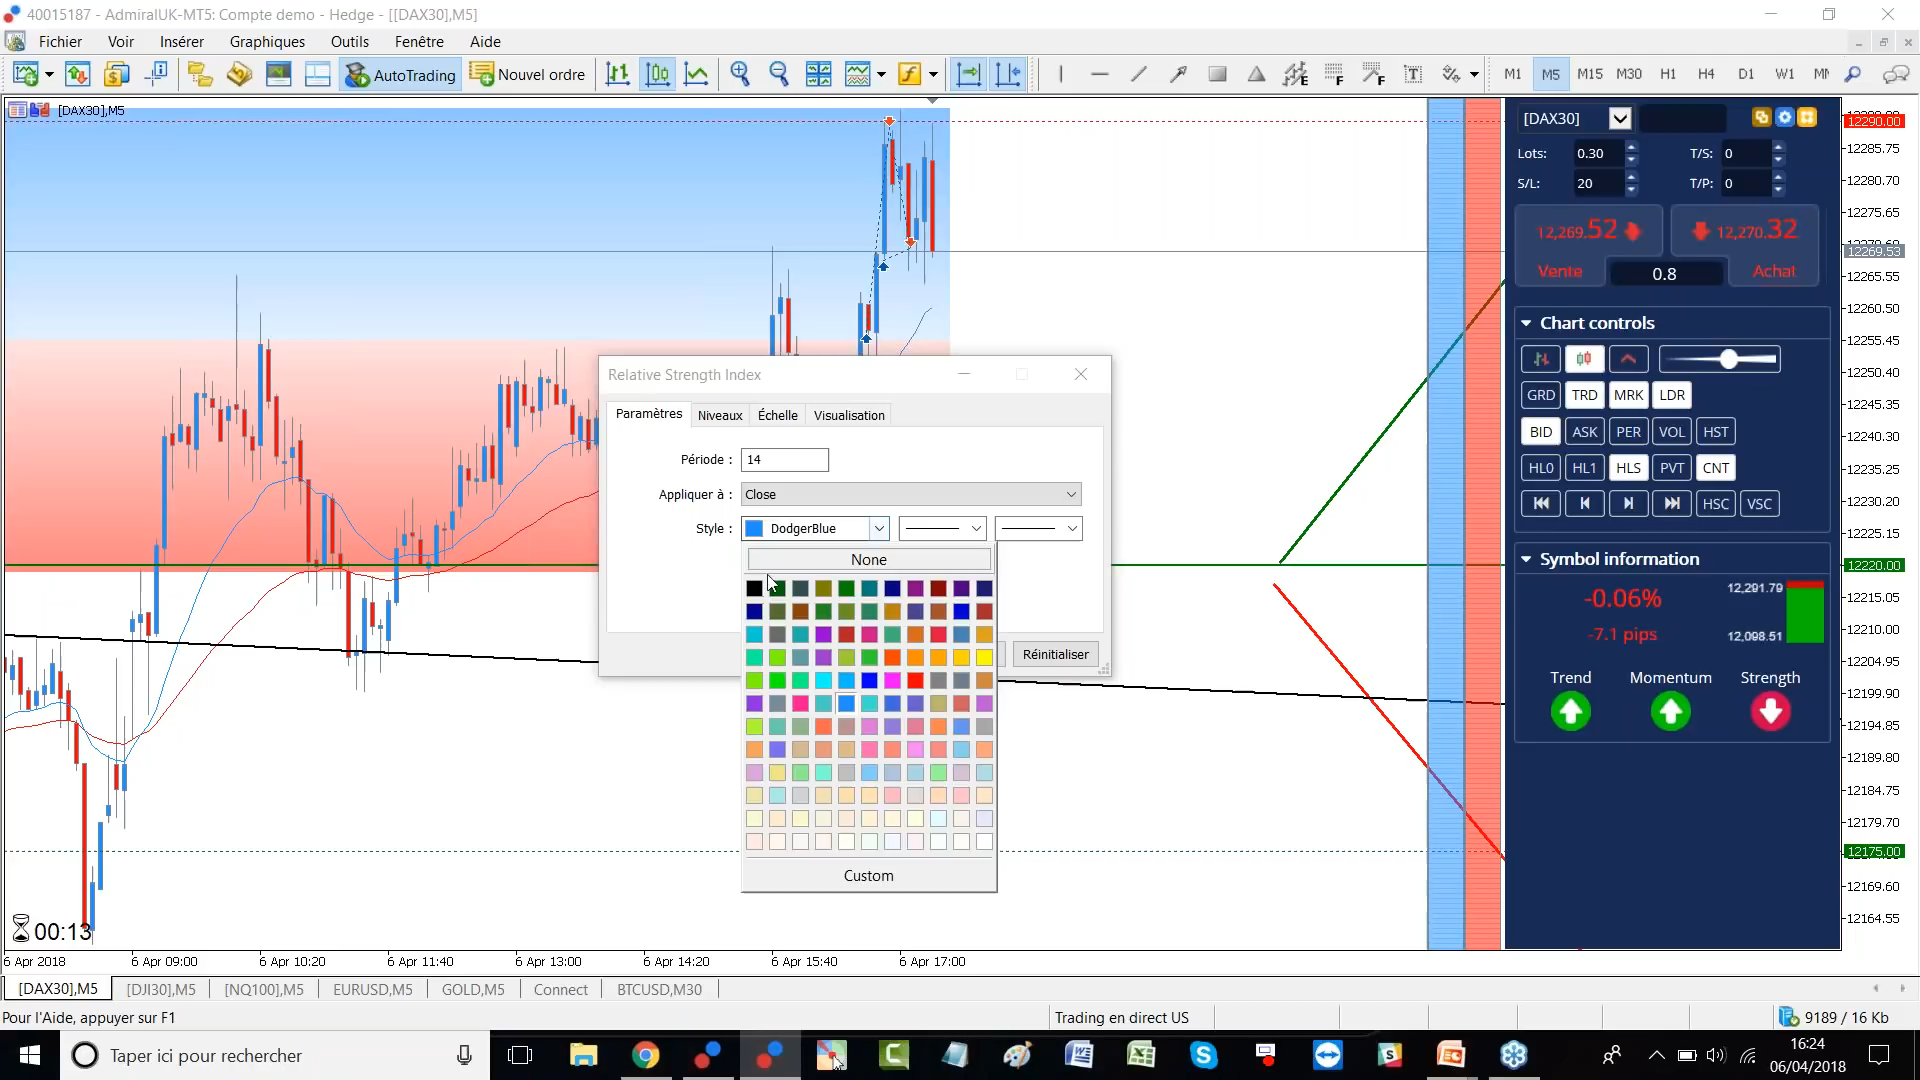 40015187 - AdmiralUK-MT5: Compte demo - Hedge - [[DAX30],M5]
Fichier Voir Insérer Graphiques Outils Fenêtre Aide
AutoTrading Nouvel ordre M1 M5 M15 M30 H1 H4 D1 W1
[DAX30],M5
[DAX30]
Lots: 0.30 T/S: 0
S/L: 20 T/P: 0
12,269.52 12,270.32
Vente 0.8 Achat
Chart controls
GRD TRD MRK LDR
BID ASK PER VOL HST
HL0 HL1 HLS PVT CNT
HSC VSC
Symbol information
-0.06% 12,291.79
-7.1 pips 12,098.51
Trend Momentum Strength
12290.00
12285.75
12280.70
12275.65
12269.53
12265.55
12260.50
12255.45
12250.40
12245.35
12240.30
12235.25
12230.20
12225.15
12220.00
12215.05
12210.00
12204.95
12199.90
12194.85
12189.80
12184.75
12179.70
12175.00
12169.60
12164.55
Relative Strength Index
Paramètres Niveaux Échelle Visualisation
Période : 14
Appliquer à : Close
Style : DodgerBlue
None
Custom
Réinitialiser
00:13
6 Apr 2018 6 Apr 09:00 6 Apr 10:20 6 Apr 11:40 6 Apr 13:00 6 Apr 14:20 6 Apr 15:40 6 Apr 17:00
[DAX30],M5 [DJI30],M5 [NQ100],M5 EURUSD,M5 GOLD,M5 Connect BTCUSD,M30
Pour l'Aide, appuyer sur F1 Trading en direct US 9189 / 16 Kb
Taper ici pour rechercher
16:24
06/04/2018